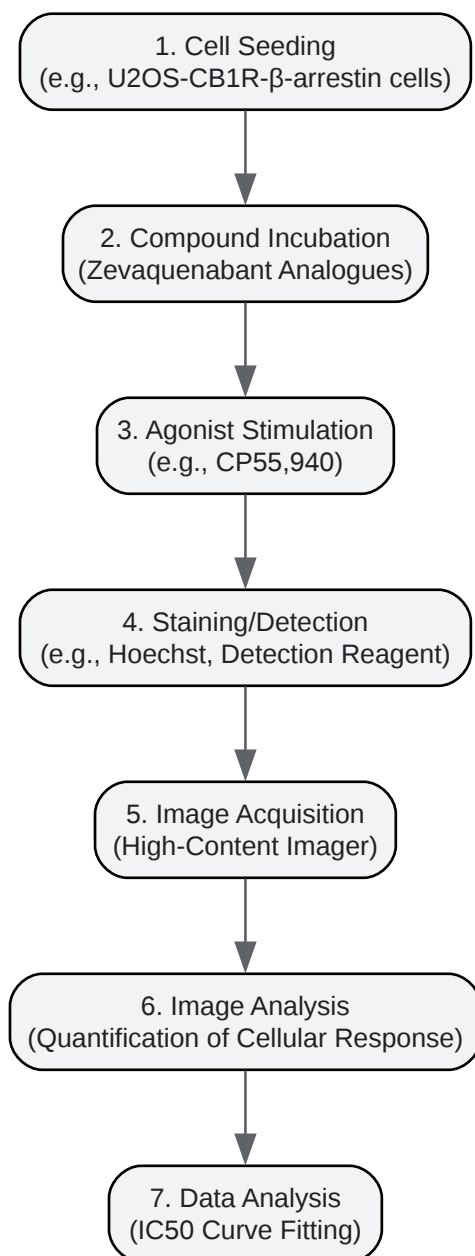 1. Cell Seeding
(e.g., U2OS-CB1R-β-arrestin cells)
2. Compound Incubation
(Zevaquenabant Analogues)
3. Agonist Stimulation
(e.g., CP55,940)
4. Staining/Detection
(e.g., Hoechst, Detection Reagent)
5. Image Acquisition
(High-Content Imager)
6. Image Analysis
(Quantification of Cellular Response)
7. Data Analysis
(IC50 Curve Fitting)